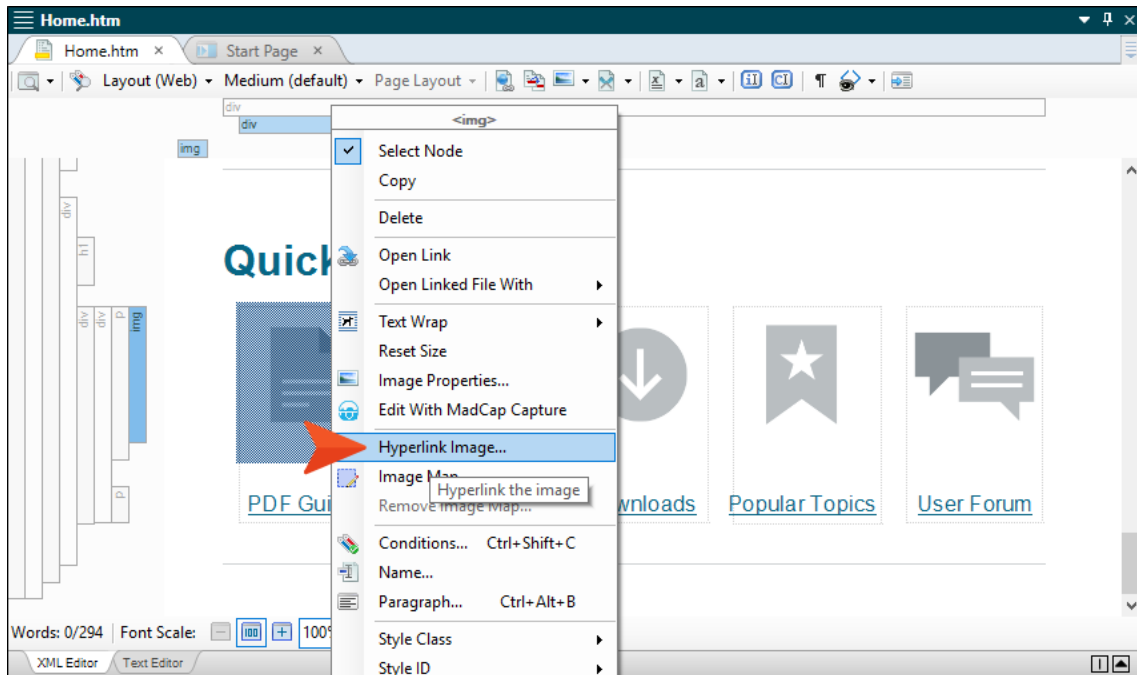 Home.htm
Home.htm × Start Page ×
Layout (Web) Medium (default) Page Layout
div
div
<img>
img
Select Node
Copy
Delete
Open Link
Open Linked File With
Text Wrap
Reset Size
Image Properties...
Edit With MadCap Capture
Hyperlink Image...
Image Map
Hyperlink the image
Remove Image Map...
Conditions... Ctrl+Shift+C
Name...
Paragraph... Ctrl+Alt+B
Style Class
Style ID
div
h1
div
div
p
img
p
Quick
PDF Gui
wnloads
Popular Topics
User Forum
Words: 0/294 Font Scale: 100%
XML Editor Text Editor